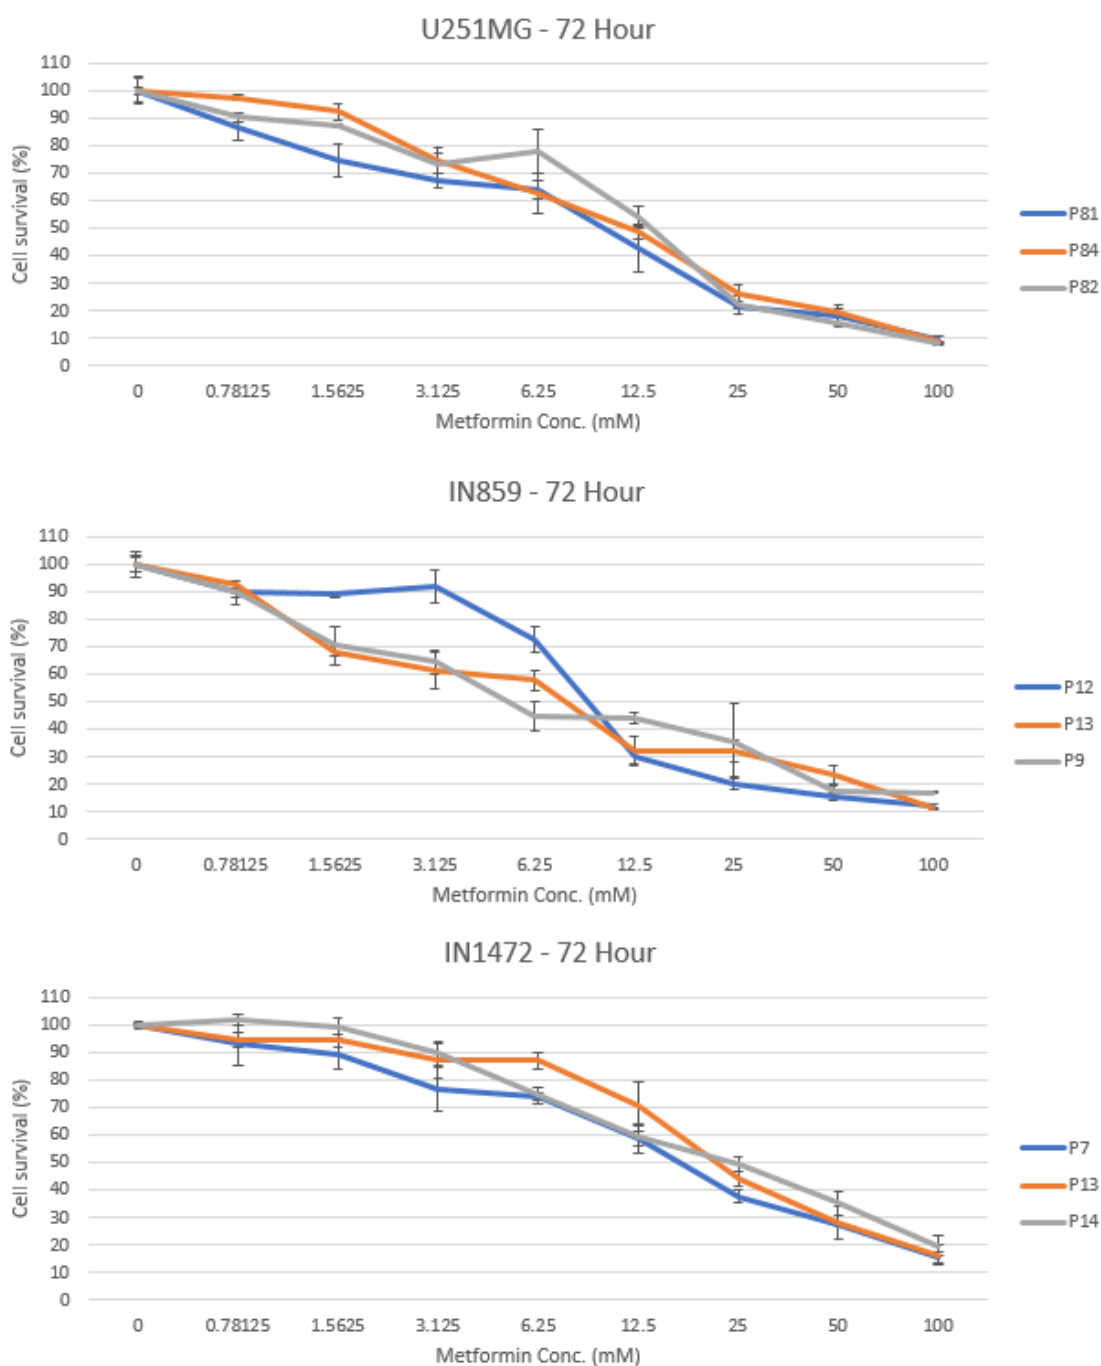 U251MG - 72 Hour
110
100
90
80
70
60
50
40
30
20
10
0
Cell survival (%)
0 0.78125 1.5625 3.125 6.25 12.5 25 50 100
Metformin Conc. (mM)
P81
P84
P82
IN859 - 72 Hour
110
100
90
80
70
60
50
40
30
20
10
0
Cell survival (%)
0 0.78125 1.5625 3.125 6.25 12.5 25 50 100
Metformin Conc. (mM)
P12
P13
P9
IN1472 - 72 Hour
110
100
90
80
70
60
50
40
30
20
10
0
Cell survival (%)
0 0.78125 1.5625 3.125 6.25 12.5 25 50 100
Metformin Conc. (mM)
P7
P13
P14